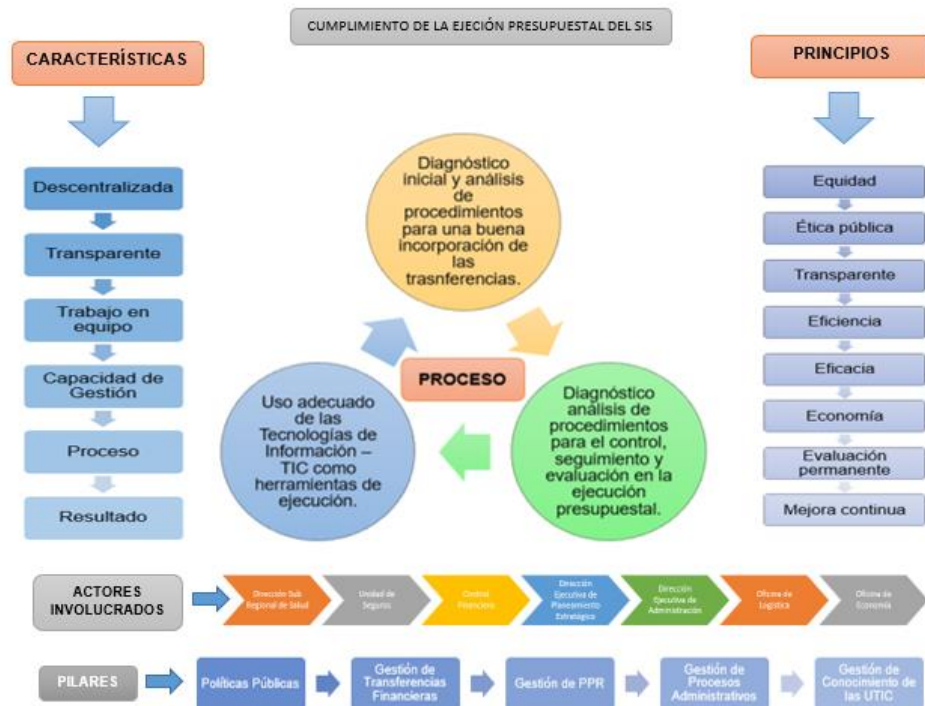 CUMPLIMIENTO DE LA EJECIÓN PRESUPUESTAL DEL SIS
CARACTERÍSTICAS
Descentralizada
Transparente
Trabajo en
equipo
Capacidad de
Gestión
Proceso
Resultado
Diagnóstico
inicial y análisis
de
procedimientos
para una buena
incorporación de
las
trasnferencias.
PROCESO
Uso adecuado
de las
Tecnologías de
Información –
TIC como
herramientas de
ejecución.
Diagnóstico
análisis de
procedimientos
para el control,
seguimiento y
evaluación en la
ejecución
presupuestal.
PRINCIPIOS
Equidad
Ética pública
Transparente
Eficiencia
Eficacia
Economía
Evaluación
permanente
Mejora continua
ACTORES
INVOLUCRADOS
Dirección Sub
Regional de Salud
Unidad de
Seguros
Control
Financiero
Dirección
Ejecutiva de
Planeamiento
Estratégico
Dirección
Ejecutiva de
Administración
Oficina de
Logística
Oficina de
Economía
PILARES
Políticas Públicas
Gestión de
Transferencias
Financieras
Gestión de PPR
Gestión de
Procesos
Administrativos
Gestión de
Conocimiento de
las UTIC